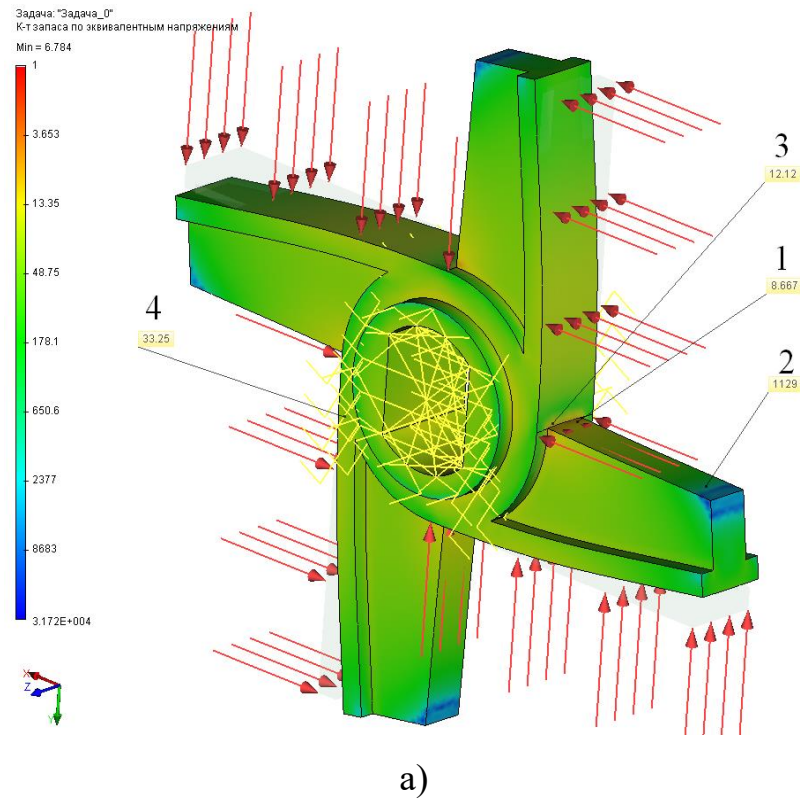 Задача: "Задача_0"
К-т запаса по эквивалентным напряжениям
Min = 6.784
1
3.653
13.35
48.75
178.1
650.6
2377
8683
3.172E+004
3
12.12
1
8.667
4
33.25
2
1129
X
Z
Y
а)